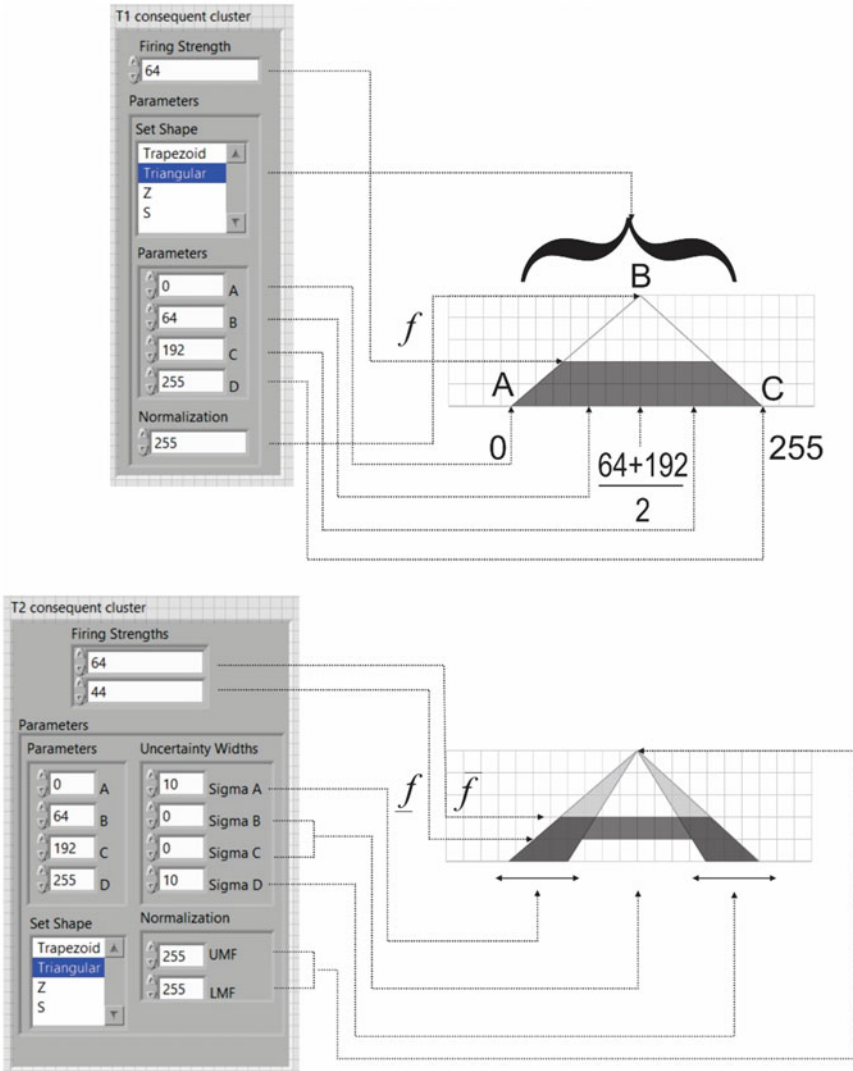 T1 consequent cluster
Firing Strength
64
Parameters
Set Shape
Trapezoid
Triangular
Z
S
Parameters
0 A
64 B
192 C
255 D
Normalization
255
f
A
B
C
0
64+192
2
255
T2 consequent cluster
Firing Strengths
64
44
Parameters
Parameters
0 A
64 B
192 C
255 D
Uncertainty Widths
10 Sigma A
0 Sigma B
0 Sigma C
10 Sigma D
Set Shape
Trapezoid
Triangular
Z
S
Normalization
255 UMF
255 LMF
f
f